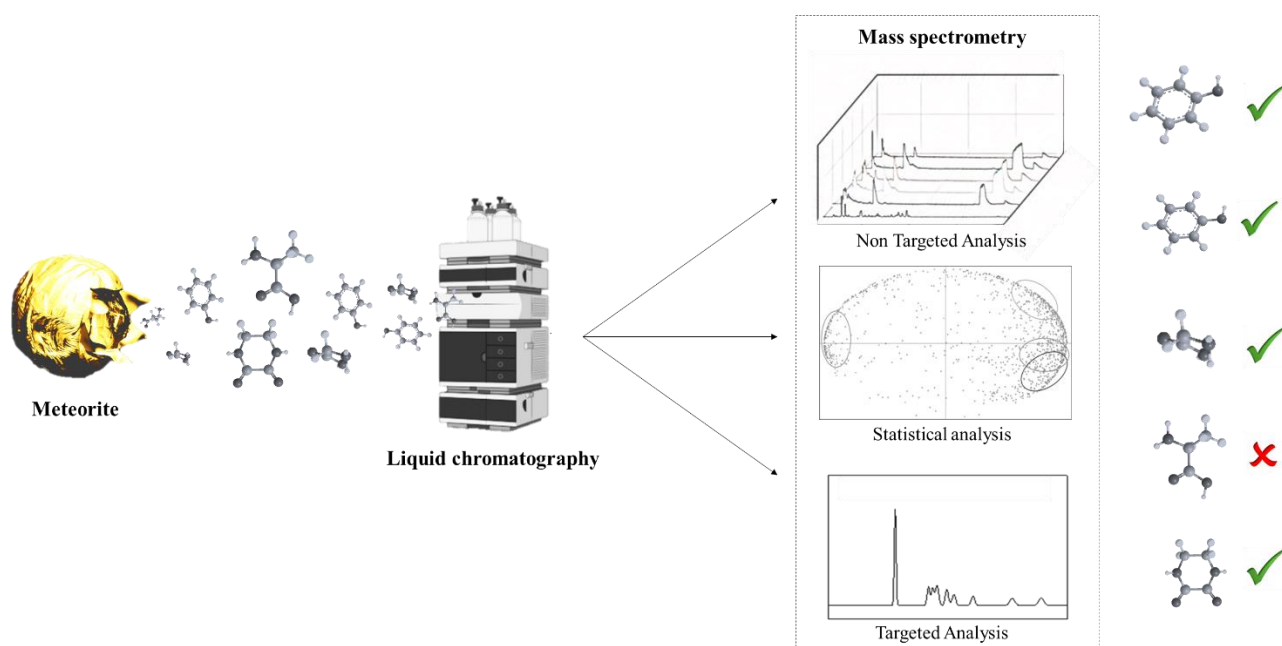 Mass spectrometry
Non Targeted Analysis
Meteorite
Liquid chromatography
Statistical analysis
Targeted Analysis